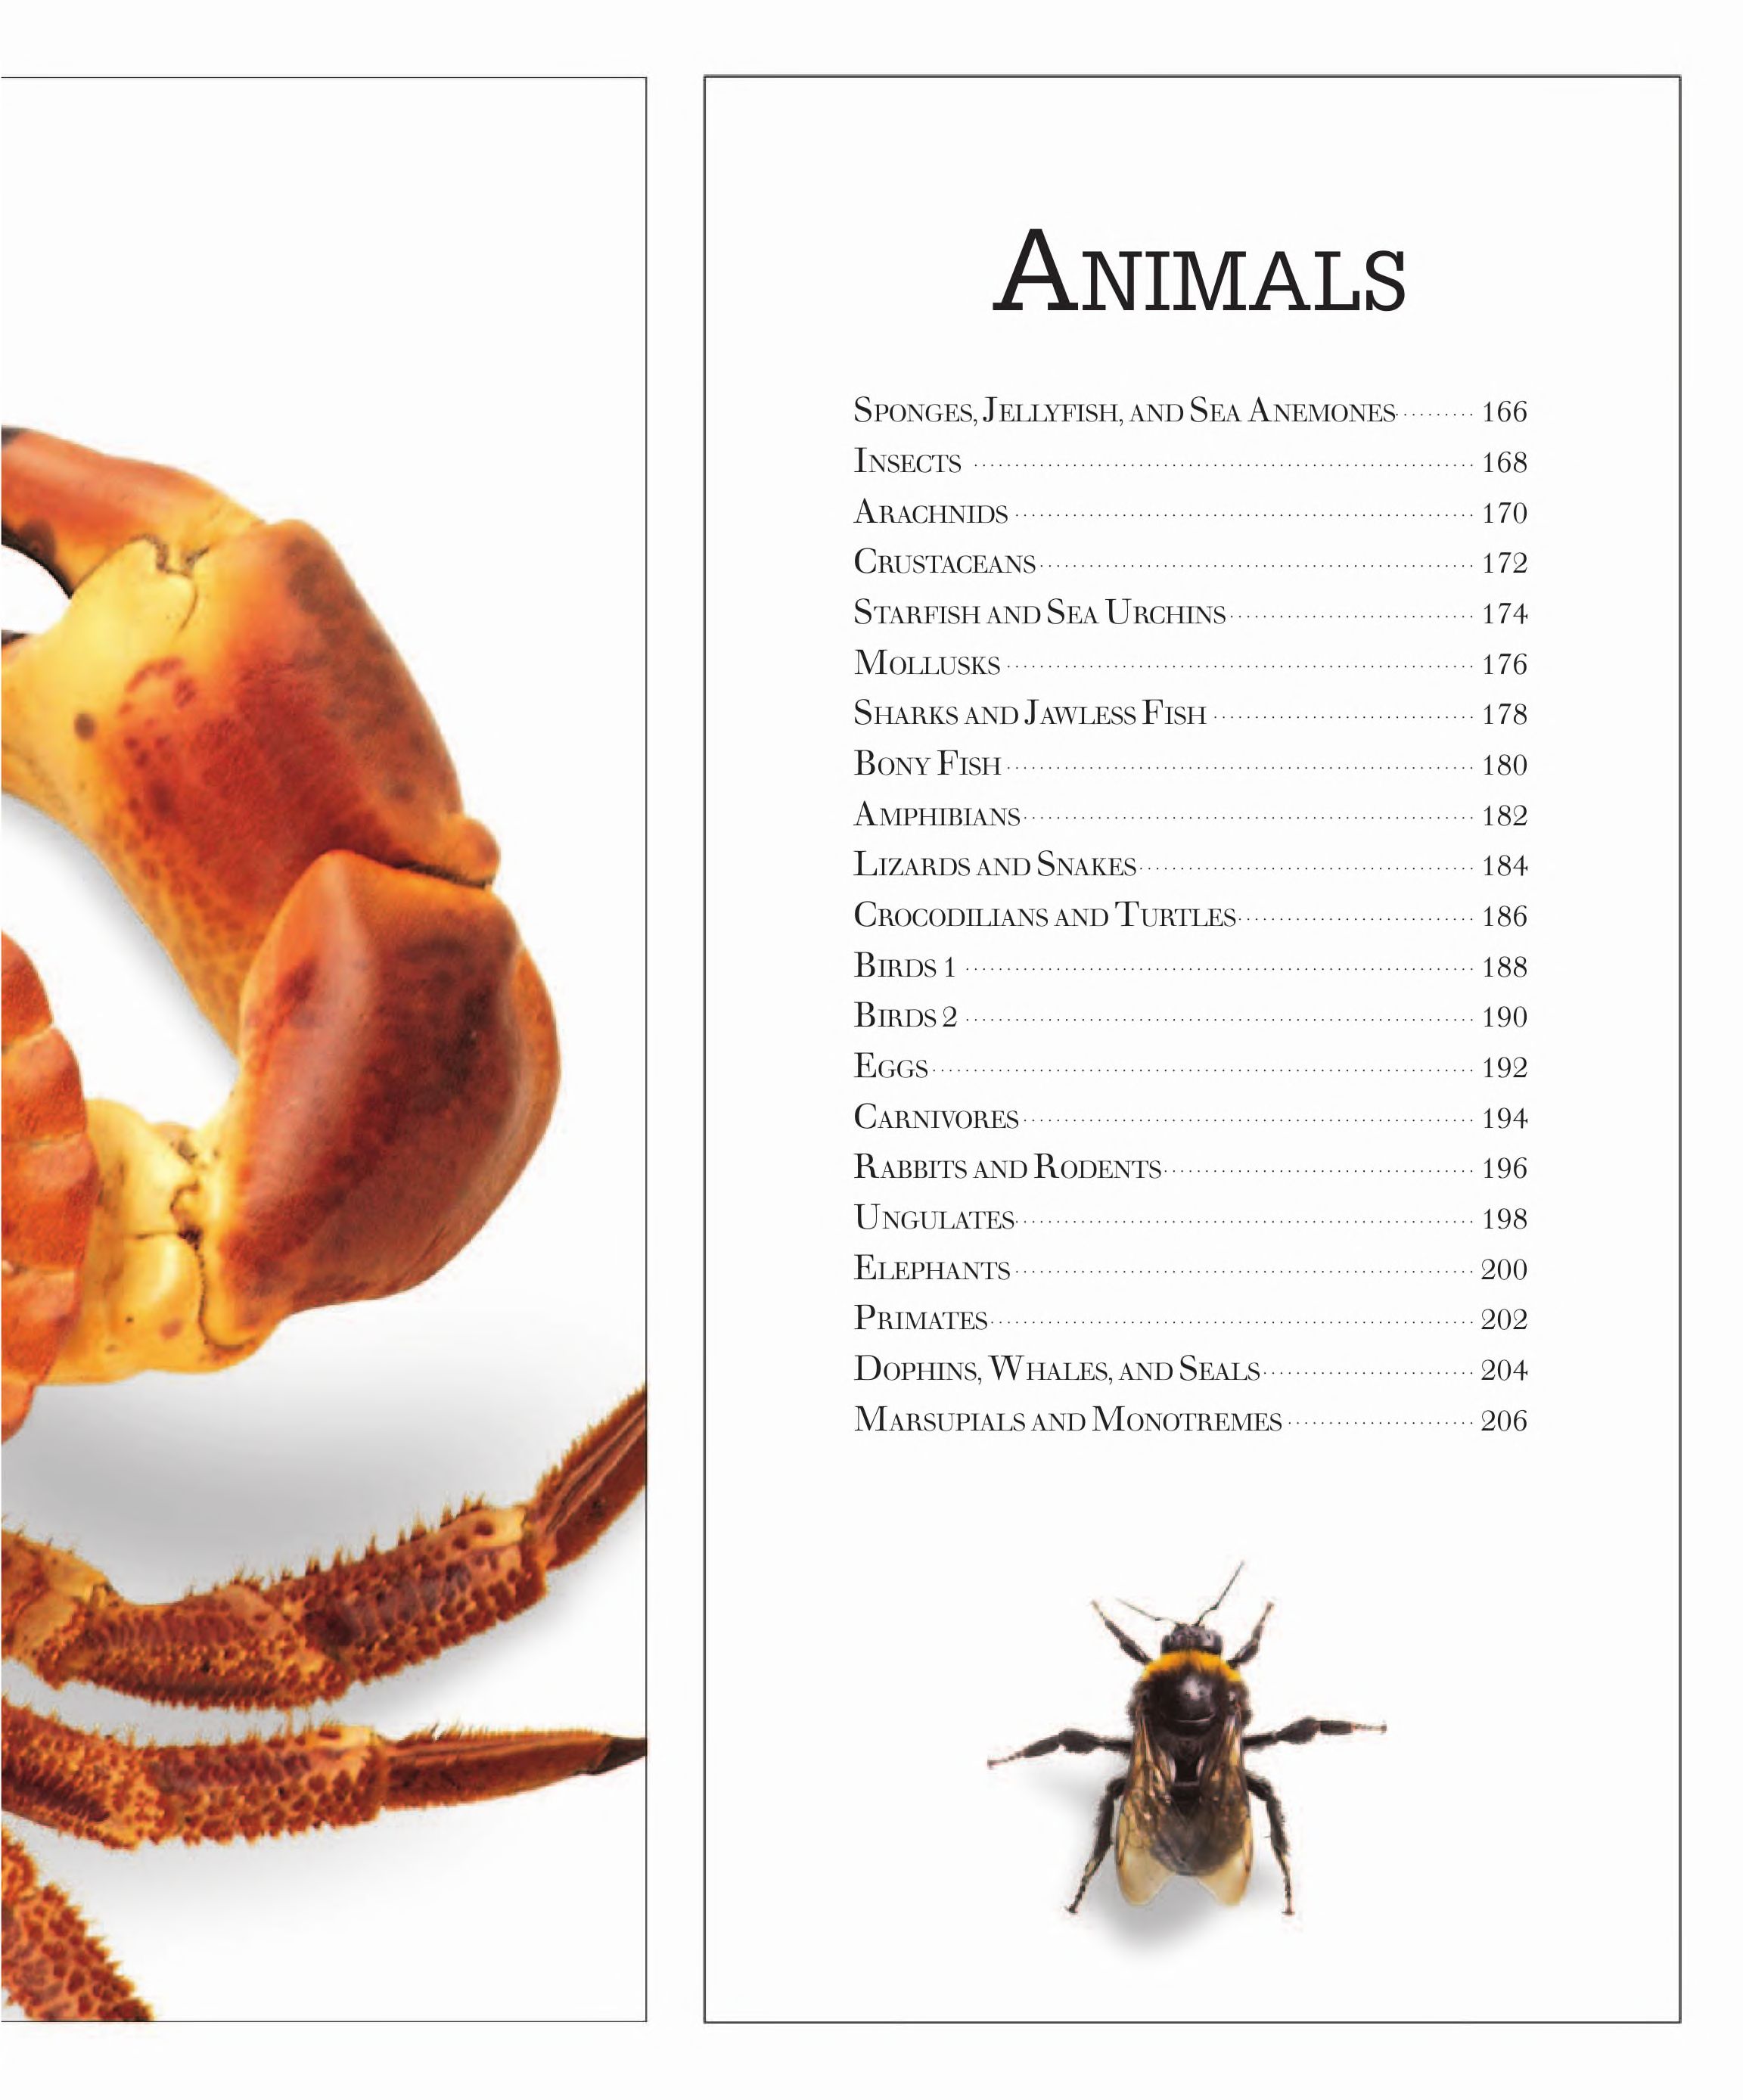 ANIMALS
SPONGES, JELLYFISH, AND SEA ANEMONES ·········· 166
INSECTS ·········· 168
ARACHNIDS ·········· 170
CRUSTACEANS ·········· 172
STARFISH AND SEA URCHINS ·········· 174
MOLLUSKS ·········· 176
SHARKS AND JAWLESS FISH ·········· 178
BONY FISH ·········· 180
AMPHIBIANS ·········· 182
LIZARDS AND SNAKES ·········· 184
CROCODILIANS AND TURTLES ·········· 186
BIRDS 1 ·········· 188
BIRDS 2 ·········· 190
EGGS ·········· 192
CARNIVORES ·········· 194
RABBITS AND RODENTS ·········· 196
UNGULATES ·········· 198
ELEPHANTS ·········· 200
PRIMATES ·········· 202
DOPHINS, WHALES, AND SEALS ·········· 204
MARSUPIALS AND MONOTREMES ·········· 206